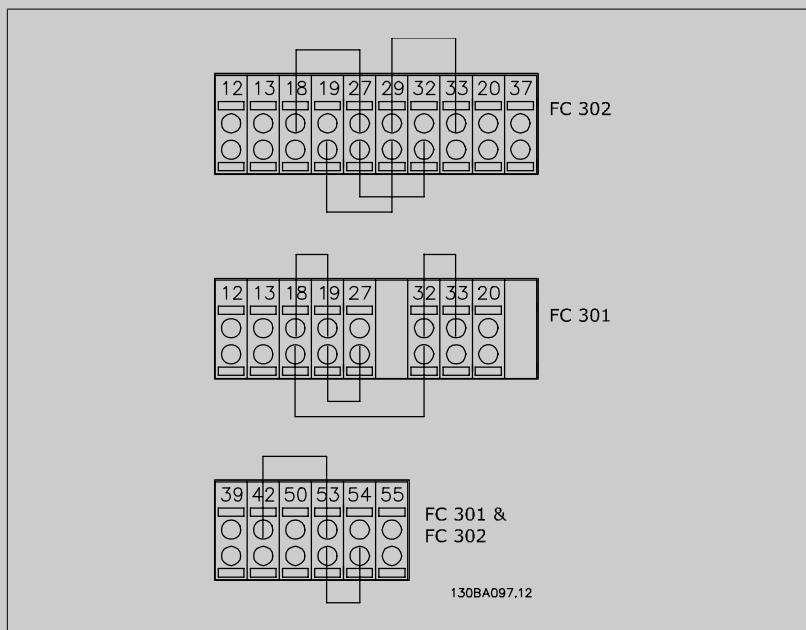 12 13 18 19 27 29 32 33 20 37
FC 302
12 13 18 19 27 32 33 20
FC 301
39 42 50 53 54 55
FC 301 &
FC 302
130BA097.12